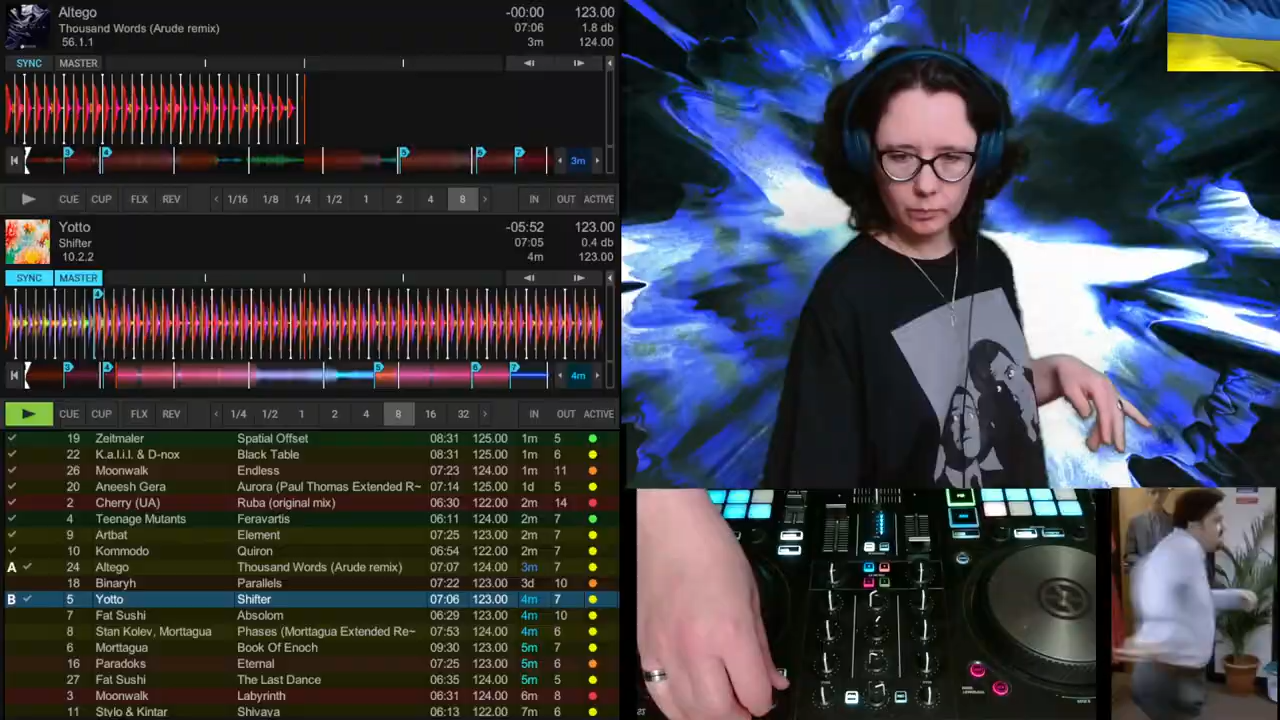 Altego -00:00 123.00
Thousand Words (Arude remix) 07:06 1.8 db
56.1.1 3m 124.00
SYNC MASTER
3 4 5 6 7 3m
CUE CUP FLX REV 1/16 1/8 1/4 1/2 1 2 4 8 IN OUT ACTIVE
Yotto -05:52 123.00
Shifter 07:05 0.4 db
10.2.2 4m 123.00
SYNC MASTER
4
3 4 5 6 7 4m
CUE CUP FLX REV 1/4 1/2 1 2 4 8 16 32 IN OUT ACTIVE
19 Zeitmaler Spatial Offset 08:31 125.00 1m 5
22 K.a.l.i.l. & D-nox Black Table 08:31 125.00 1m 6
26 Moonwalk Endless 07:23 124.00 1m 11
20 Aneesh Gera Aurora (Paul Thomas Extended R~ 07:14 125.00 1d 5
2 Cherry (UA) Ruba (original mix) 06:30 122.00 2m 14
4 Teenage Mutants Feravartis 06:11 124.00 2m 7
9 Artbat Element 07:25 123.00 2m 7
10 Kommodo Quiron 06:54 122.00 2m 7
A 24 Altego Thousand Words (Arude remix) 07:07 124.00 3m 7
18 Binaryh Parallels 07:22 123.00 3d 10
B 5 Yotto Shifter 07:06 123.00 4m 7
7 Fat Sushi Absolom 06:29 123.00 4m 10
8 Stan Kolev, Morttagua Phases (Morttagua Extended Re~ 07:53 124.00 4m 6
6 Morttagua Book Of Enoch 09:30 123.00 5m 7
16 Paradoks Eternal 07:25 123.00 5m 6
27 Fat Sushi The Last Dance 06:35 124.00 5m 5
3 Moonwalk Labyrinth 06:31 124.00 6m 8
11 Stylo & Kintar Shivaya 06:13 122.00 7m 6